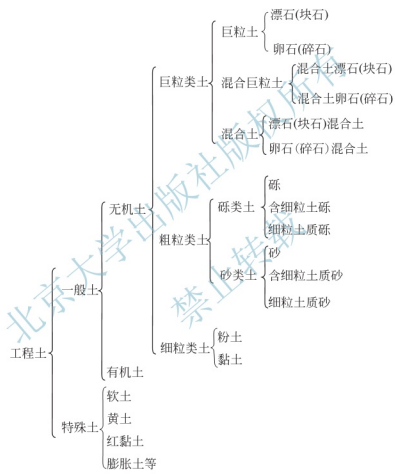 漂石(块石)
巨粒土
卵石(碎石)
混合土漂石(块石)
巨粒类土
混合巨粒土
混合土卵石(碎石)
漂石(块石)混合土
混合土
卵石(碎石)混合土
无机土
砾
砾类土
含细粒土砾
细粒土质砾
粗粒类土
砂
砂类土
含细粒土质砂
细粒土质砂
一般土
粉土
细粒类土
黏土
工程土
有机土
软土
黄土
特殊土
红黏土
膨胀土等
北京大学出版社版权所有
禁止转载